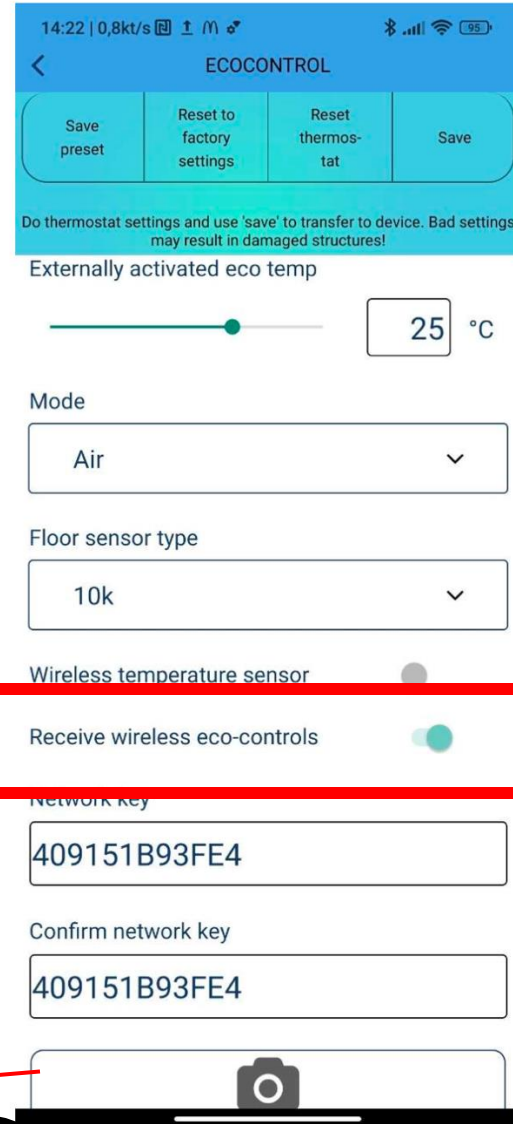 14:22 | 0,8kt/s
95
ECOCONTROL
Save
preset
Reset to
factory
settings
Reset
thermos-
tat
Save
Do thermostat settings and use 'save' to transfer to device. Bad settings
may result in damaged structures!
Externally activated eco temp
25 °C
Mode
Air
Floor sensor type
10k
Wireless temperature sensor
Receive wireless eco-controls
Network key
409151B93FE4
Confirm network key
409151B93FE4